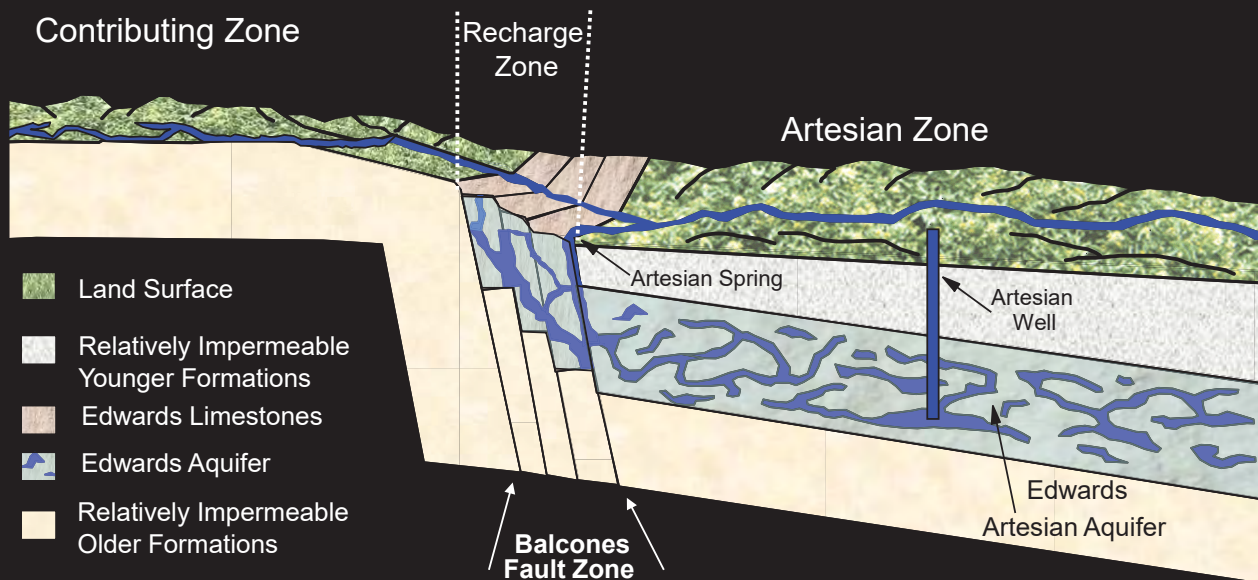 Contributing Zone
Recharge
Zone
Artesian Zone
Artesian Spring
Artesian
Well
Land Surface
Relatively Impermeable
Younger Formations
Edwards Limestones
Edwards Aquifer
Relatively Impermeable
Older Formations
Edwards
Artesian Aquifer
Balcones
Fault Zone